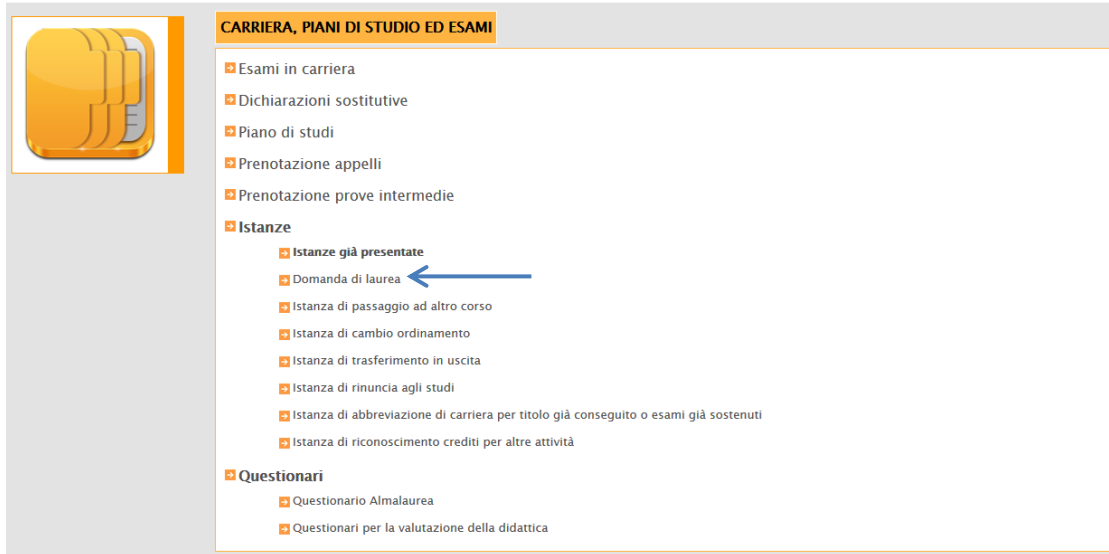 CARRIERA, PIANI DI STUDIO ED ESAMI
Esami in carriera
Dichiarazioni sostitutive
Piano di studi
Prenotazione appelli
Prenotazione prove intermedie
Istanze
Istanze già presentate
Domanda di laurea
Istanza di passaggio ad altro corso
Istanza di cambio ordinamento
Istanza di trasferimento in uscita
Istanza di rinuncia agli studi
Istanza di abbreviazione di carriera per titolo già conseguito o esami già sostenuti
Istanza di riconoscimento crediti per altre attività
Questionari
Questionario Almalaurea
Questionari per la valutazione della didattica